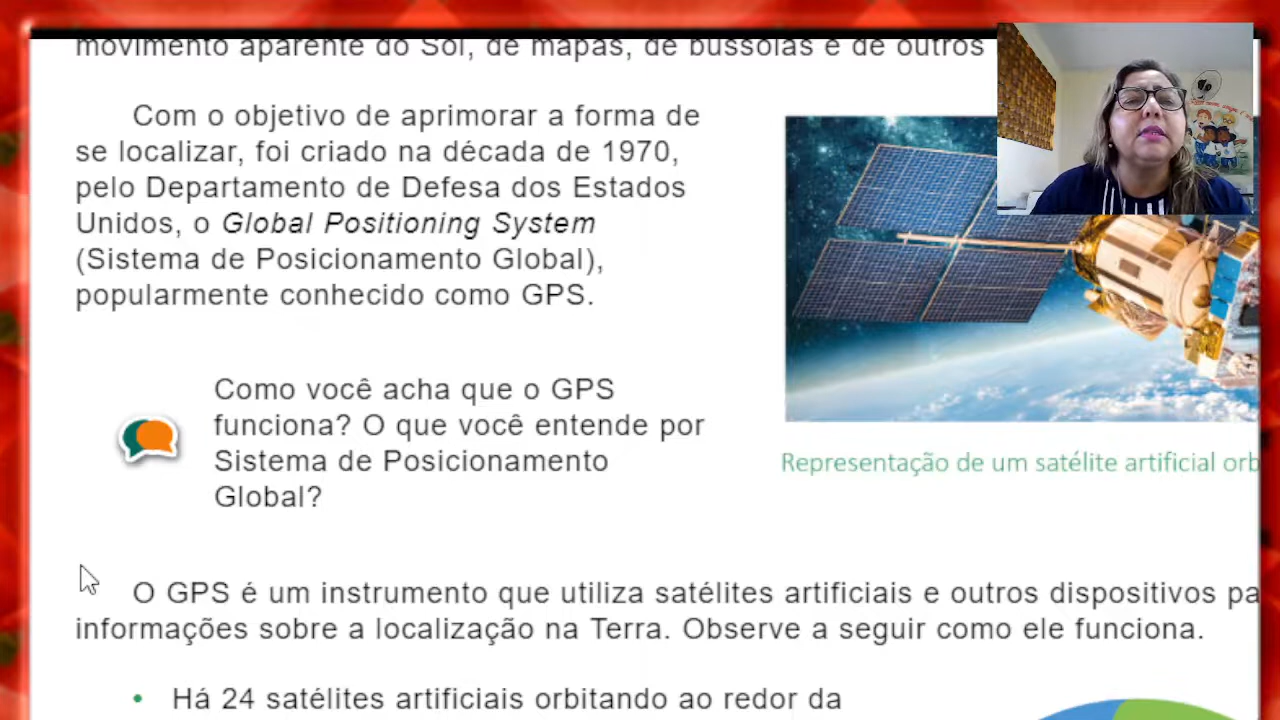 movimento aparente do Sol, de mapas, de bússolas e de outros
Com o objetivo de aprimorar a forma de
se localizar, foi criado na década de 1970,
pelo Departamento de Defesa dos Estados
Unidos, o Global Positioning System
(Sistema de Posicionamento Global),
popularmente conhecido como GPS.
Como você acha que o GPS
funciona? O que você entende por
Sistema de Posicionamento
Global?
Representação de um satélite artificial orb
O GPS é um instrumento que utiliza satélites artificiais e outros dispositivos pa
informações sobre a localização na Terra. Observe a seguir como ele funciona.
• Há 24 satélites artificiais orbitando ao redor da